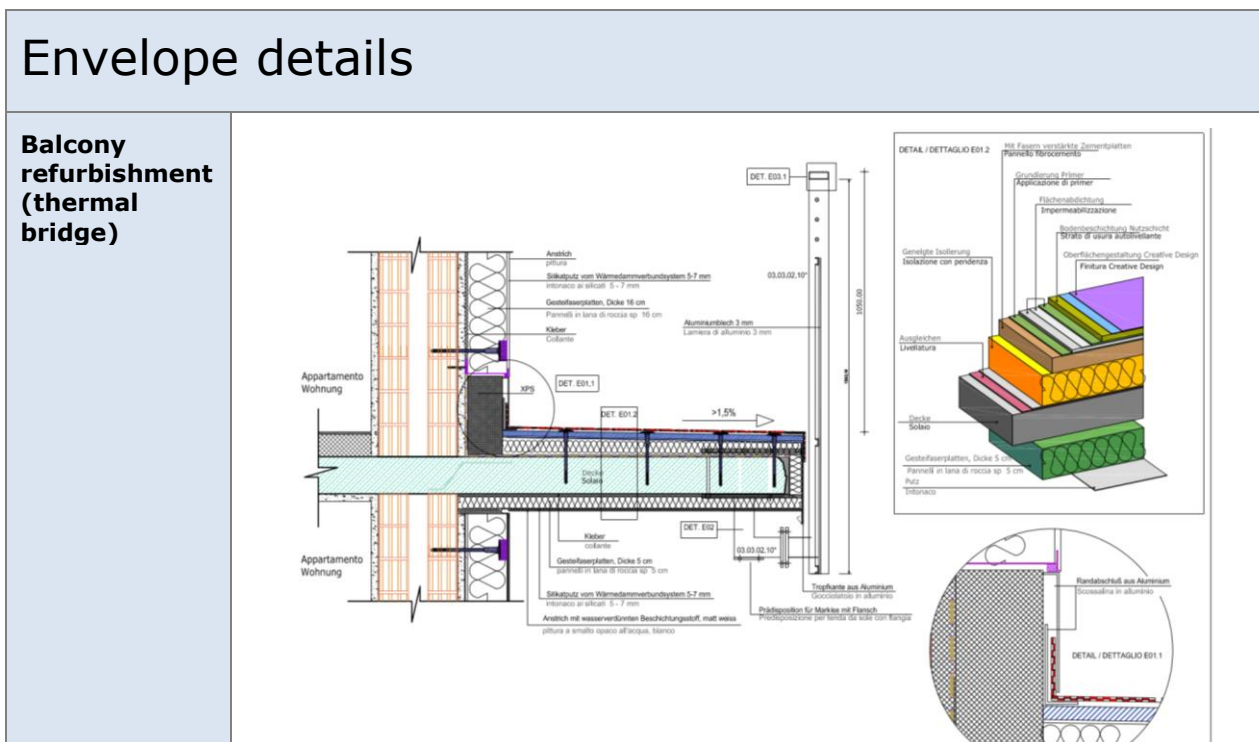 Envelope details
Balcony
refurbishment
(thermal
bridge)
DET. E03.1
Anstrich
pittura
Silikatputz vom Wärmedammverbundsystem 5-7 mm
intonaco ai silicati 5 - 7 mm
Gesteifaserplatten, Dicke 16 cm
Pannelli in lana di roccia sp 16 cm
Kleber
Collante
03.03.02,10*
1050.00
Aluminiumblech 3 mm
Lamiera di alluminio 3 mm
Appartamento
Wohnung
XPS
DET. E01,1
DET. E01.2
>1,5%
Decke
Solaio
DET. E02
03.03.02,10*
Kleber
collante
Gesteifaserplatten, Dicke 5 cm
pannelli in lana di roccia sp 5 cm
Appartamento
Wohnung
Silikatputz vom Wärmedammverbundsystem 5-7 mm
intonaco ai silicati 5 - 7 mm
Anstrich mit wasserverdünnten Beschichtungsstoff, matt weiss
pittura a smalto opaco all'acqua, bianco
Tropfkante aus Aluminium
Gocciolatoio in alluminio
Prädisposition für Markise mit Flansch
Predisposizione per tenda da sole con flangia
DETAIL / DETTAGLIO E01.2
Mit Fasern verstärkte Zementplatten
Pannello fibrocemento
Grundierung Primer
Applicazione di primer
Flächenabdichtung
Impermeabilizzazione
Bodenbeschichtung Nutzschicht
Strato di usura autolivellante
Geneigte Isolierung
Isolazione con pendenza
Oberflächengestaltung Creative Design
Finitura Creative Design
Ausgleichen
Livellatura
Decke
Solaio
Gesteifaserplatten, Dicke 5 cm
Pannelli in lana di roccia sp 5 cm
Putz
Intonaco
Randabschluß aus Aluminium
Scossalina in alluminio
DETAIL / DETTAGLIO E01.1